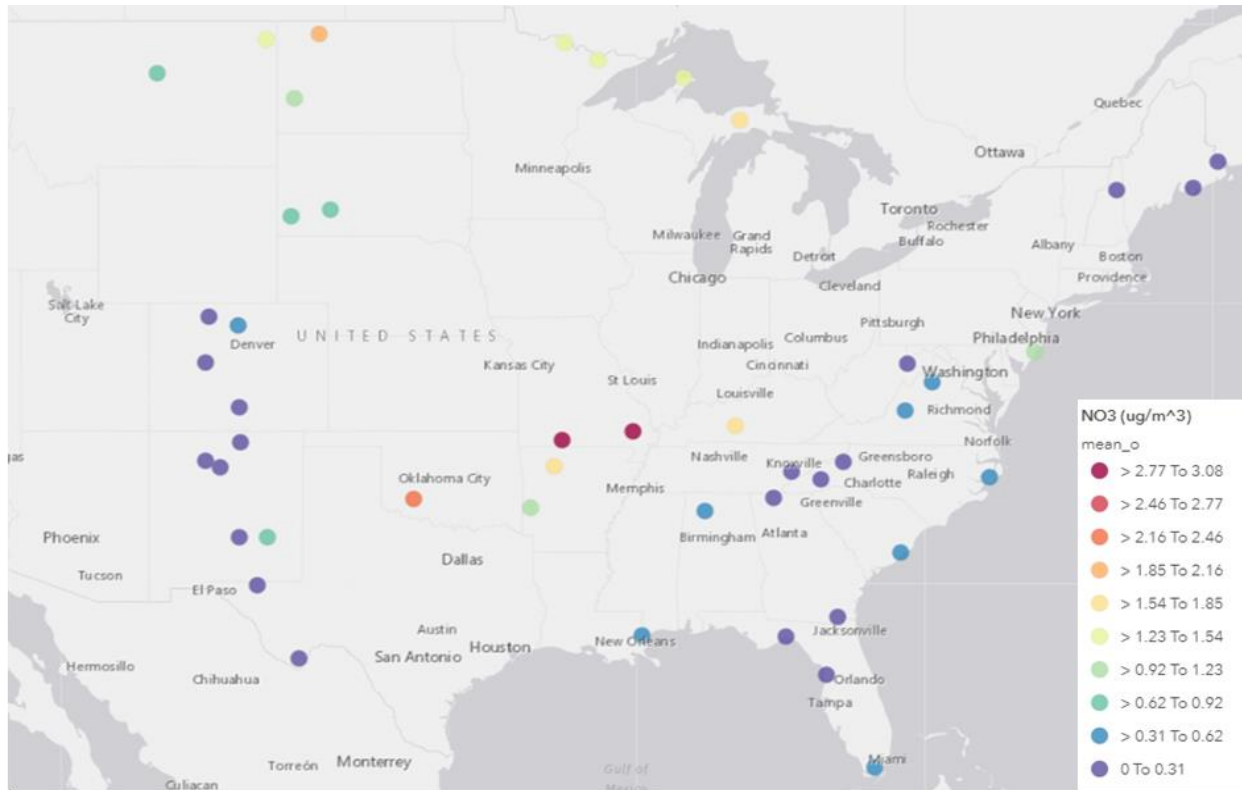 Quebec
Ottawa
Minneapolis
Toronto
Rochester
Milwaukee
Grand
Rapids
Buffalo
Albany
Detroit
Boston
Chicago
Cleveland
Providence
Salt Lake
City
New York
UNITED STATES
Denver
Pittsburgh
Columbus
Indianapolis
Philadelphia
Kansas City
Cincinnati
Washington
St Louis
Louisville
Richmond
NO3 (ug/m^3)
mean_o
> 2.77 To 3.08
> 2.46 To 2.77
> 2.16 To 2.46
> 1.85 To 2.16
> 1.54 To 1.85
> 1.23 To 1.54
> 0.92 To 1.23
> 0.62 To 0.92
> 0.31 To 0.62
0 To 0.31
Norfolk
gas
Nashville
Knoxville
Greensboro
Raleigh
Oklahoma City
Memphis
Charlotte
Greenville
Phoenix
Birmingham
Atlanta
Dallas
Tucson
El Paso
Austin
New Orleans
Jacksonville
Houston
San Antonio
Hermosillo
Chihuahua
Orlando
Tampa
Miami
Torreón
Monterrey
Gulf of
Mexico
Culiacan